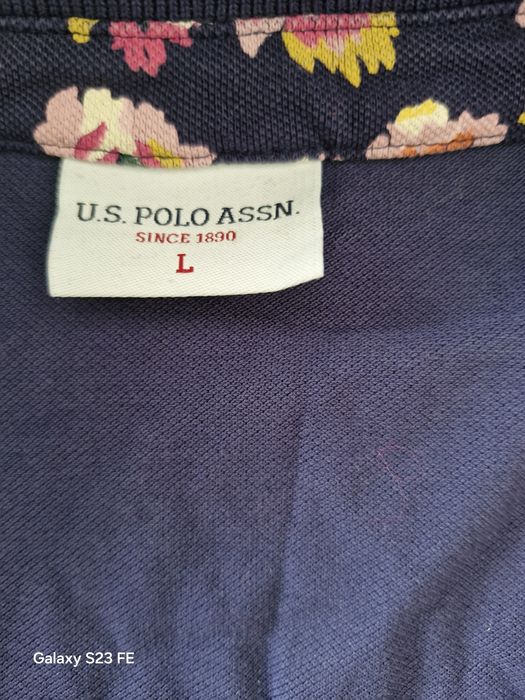 U.S. POLO ASSN.
SINCE 1890
L
Galaxy S23 FE